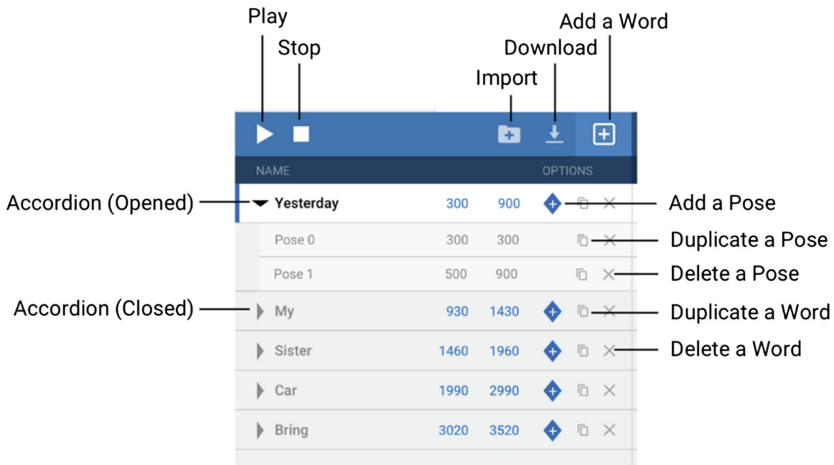 Play
Add a Word
Stop
Download
Import
NAME OPTIONS
Accordion (Opened) Yesterday 300 900 Add a Pose
Pose 0 300 300 Duplicate a Pose
Pose 1 500 900 Delete a Pose
Accordion (Closed) My 930 1430 Duplicate a Word
Sister 1460 1960 Delete a Word
Car 1990 2990
Bring 3020 3520